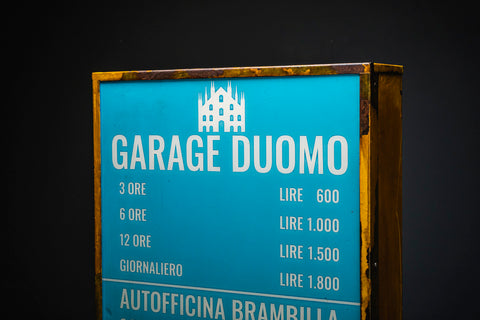 GARAGE DUOMO
3 ORE LIRE 600
6 ORE LIRE 1.000
12 ORE LIRE 1.500
GIORNALIERO LIRE 1.800
AUTOFFICINA BRAMBILLA